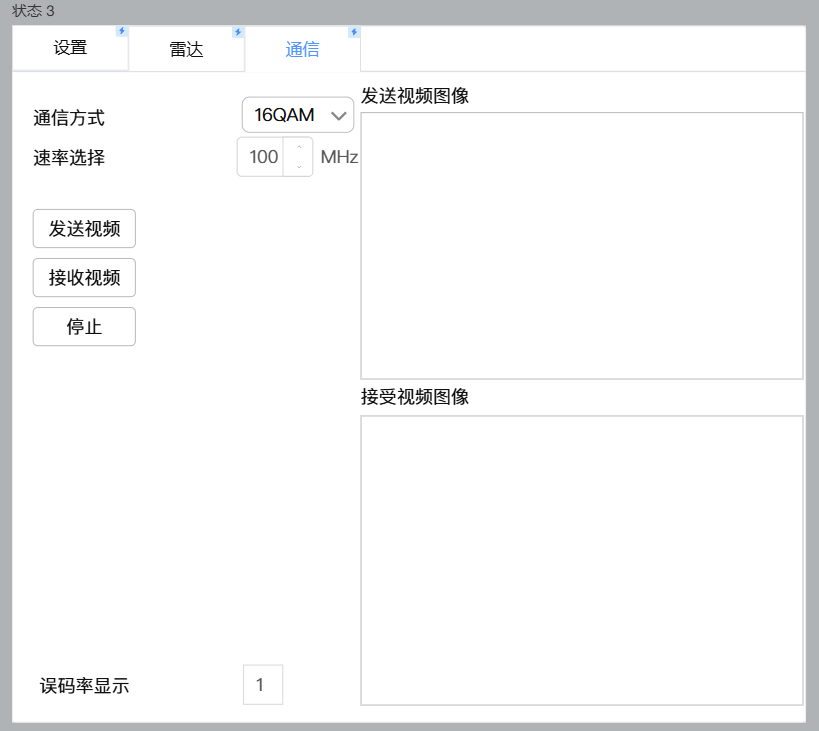 状态 3
设置 雷达 通信
通信方式 16QAM
速率选择 100 MHz
发送视频
接收视频
停止
误码率显示 1
发送视频图像
接受视频图像